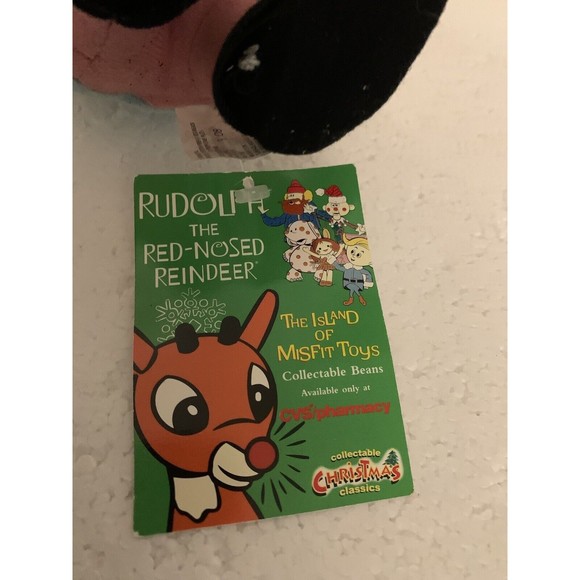 RUDOLPH
THE
RED-NOSED
REINDEER
THE ISLAND
OF
MISFIT TOYS
Collectable Beans
Available only at
CVS/pharmacy
collectable
CHRISTMAS
classics